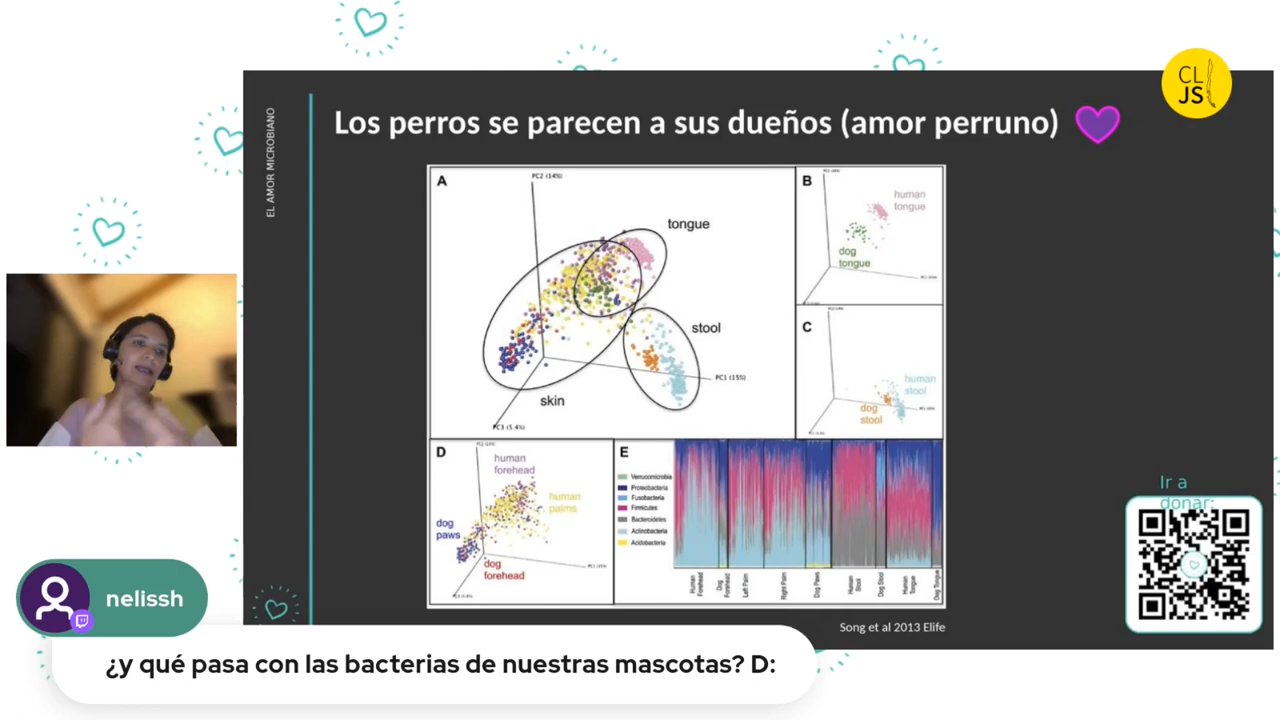 CL
JS
EL AMOR MICROBIANO
Los perros se parecen a sus dueños (amor perruno)
A
PC2 (14%)
tongue
stool
PC1 (15%)
skin
PC3 (5.4%)
B
human
tongue
dog
tongue
C
human
stool
dog
stool
D
human
forehead
human
palms
dog
paws
dog
forehead
E
Verrucomicrobia
Proteobacteria
Fusobacteria
Firmicutes
Bacteroidetes
Actinobacteria
Acidobacteria
Human
Forehead
Dog
Forehead
Left Palm
Right Palm
Dog Paws
Human
Stool
Dog Stool
Human
Tongue
Dog Tongue
Song et al 2013 Elife
Ir a
donar:
nelissh
¿y qué pasa con las bacterias de nuestras mascotas? D: